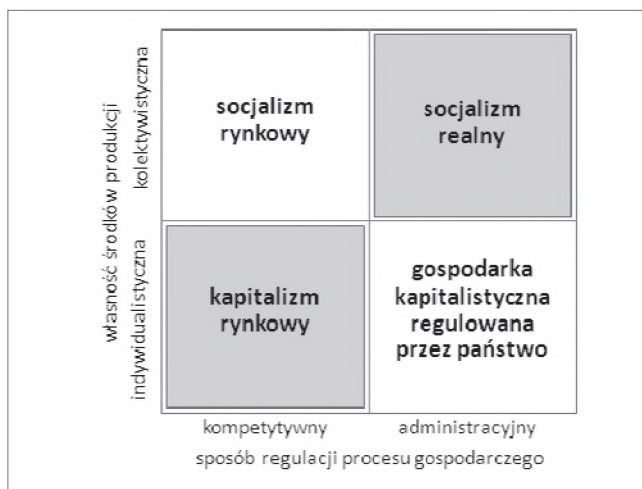 własność środków produkcji
kolektywistyczna
indywidualistyczna
socjalizm
rynkowy
socjalizm
realny
kapitalizm
rynkowy
gospodarka
kapitalistyczna
regulowana
przez państwo
kompetytywny
administracyjny
sposób regulacji procesu gospodarczego